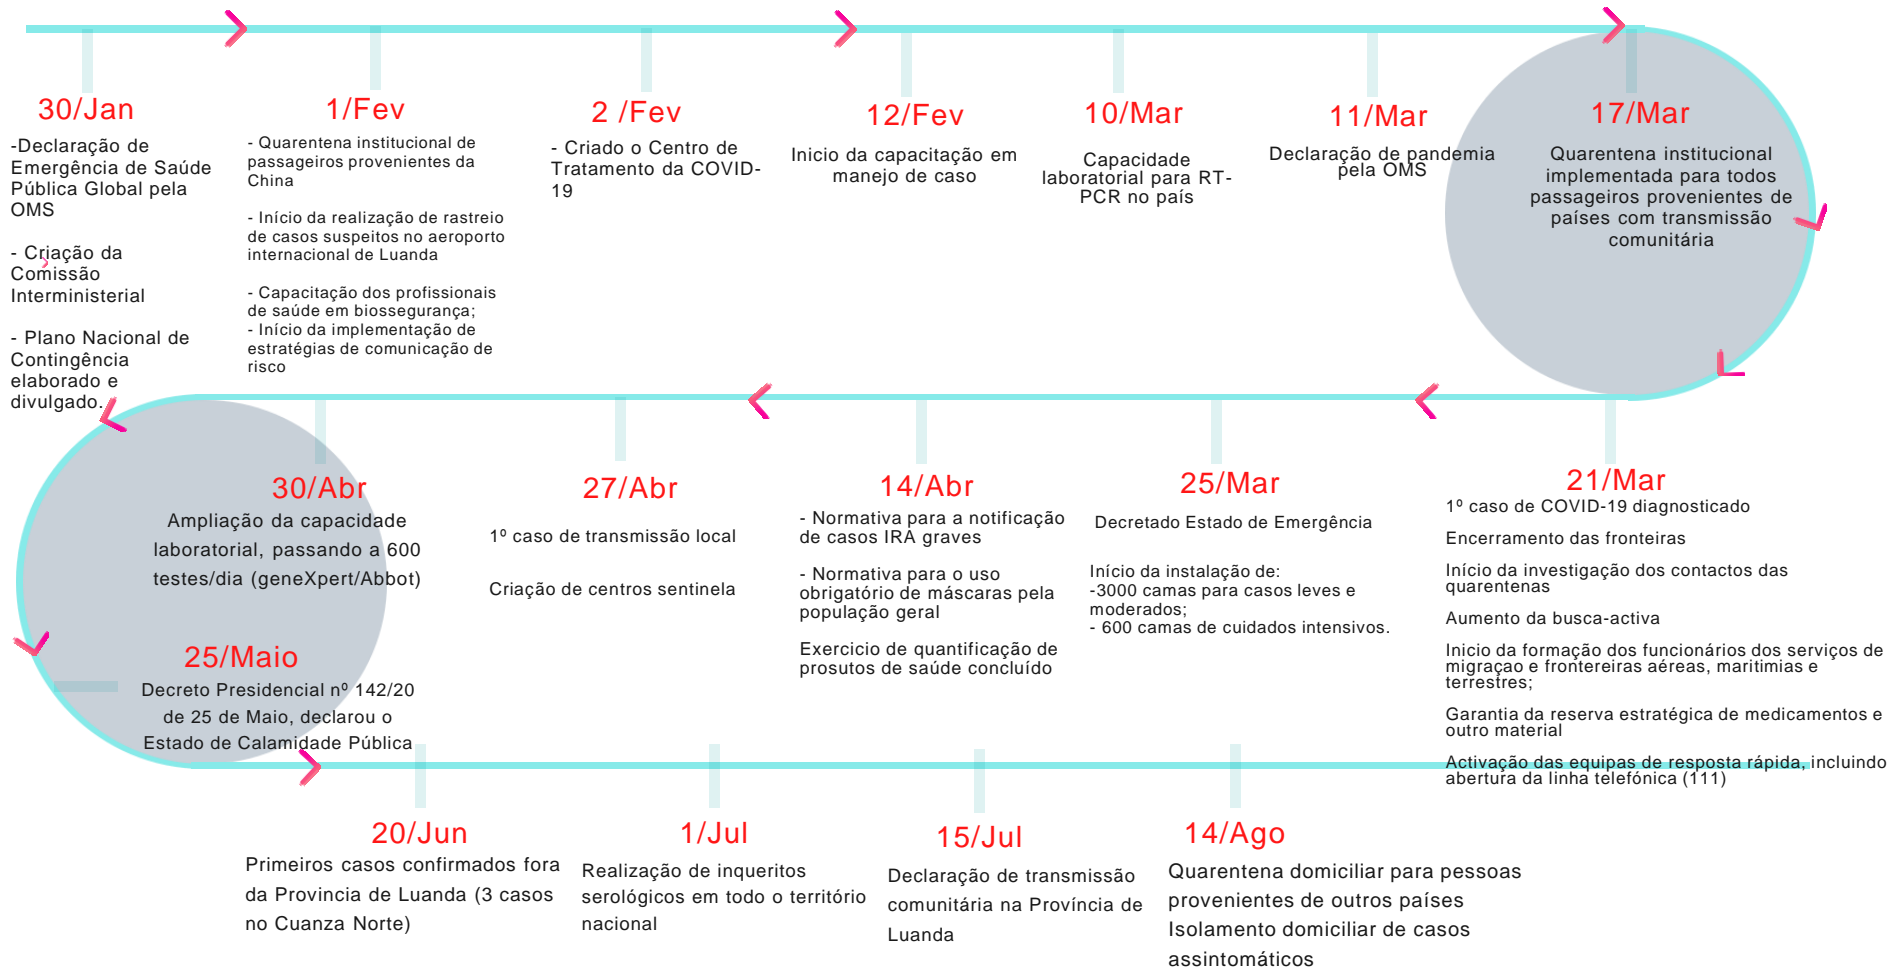 30/Jan
-Declaração de
Emergência de Saúde
Pública Global pela
OMS
- Criação da
Comissão
Interministerial
- Plano Nacional de
Contingência
elaborado e
divulgado.
1/Fev
- Quarentena institucional de
passageiros provenientes da
China
- Início da realização de rastreio
de casos suspeitos no aeroporto
internacional de Luanda
- Capacitação dos profissionais
de saúde em biossegurança;
- Início da implementação de
estratégias de comunicação de
risco
2 /Fev
- Criado o Centro de
Tratamento da COVID-
19
12/Fev
Inicio da capacitação em
manejo de caso
10/Mar
Capacidade
laboratorial para RT-
PCR no país
11/Mar
Declaração de pandemia
pela OMS
17/Mar
Quarentena institucional
implementada para todos
passageiros provenientes de
países com transmissão
comunitária
21/Mar
1º caso de COVID-19 diagnosticado
Encerramento das fronteiras
Início da investigação dos contactos das
quarentenas
Aumento da busca-activa
Inicio da formação dos funcionários dos serviços de
migraçao e frontereiras aéreas, maritimias e
terrestres;
Garantia da reserva estratégica de medicamentos e
outro material
Activação das equipas de resposta rápida, incluindo
abertura da linha telefónica (111)
25/Mar
Decretado Estado de Emergência
Início da instalação de:
-3000 camas para casos leves e
moderados;
- 600 camas de cuidados intensivos.
14/Abr
- Normativa para a notificação
de casos IRA graves
- Normativa para o uso
obrigatório de máscaras pela
população geral
Exercicio de quantificação de
prosutos de saúde concluído
27/Abr
1º caso de transmissão local
Criação de centros sentinela
30/Abr
Ampliação da capacidade
laboratorial, passando a 600
testes/dia (geneXpert/Abbot)
25/Maio
Decreto Presidencial nº 142/20
de 25 de Maio, declarou o
Estado de Calamidade Pública
20/Jun
Primeiros casos confirmados fora
da Provincia de Luanda (3 casos
no Cuanza Norte)
1/Jul
Realização de inqueritos
serológicos em todo o território
nacional
15/Jul
Declaração de transmissão
comunitária na Província de
Luanda
14/Ago
Quarentena domiciliar para pessoas
provenientes de outros países
Isolamento domiciliar de casos
assintomáticos